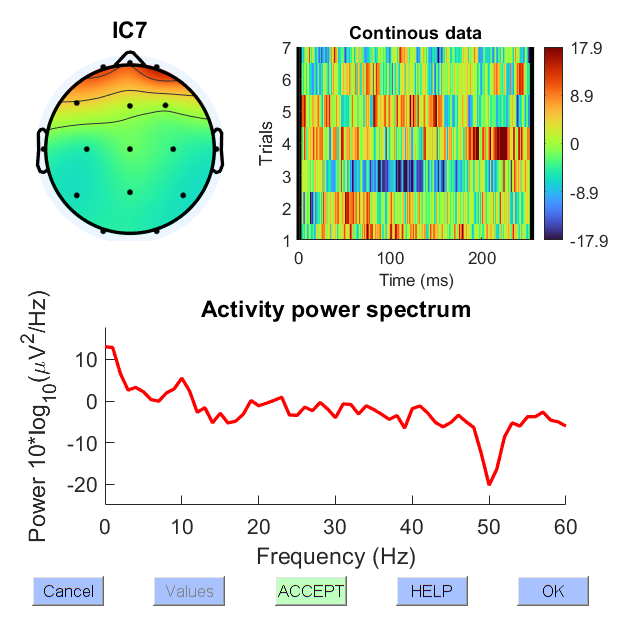 IC7
Continous data
7
6
5
4
3
2
1
Trials
0 100 200
Time (ms)
17.9
8.9
0
-8.9
-17.9
Activity power spectrum
Power 10*log10(μV2/Hz)
10
0
-10
-20
0 10 20 30 40 50 60
Frequency (Hz)
Cancel Values ACCEPT HELP OK